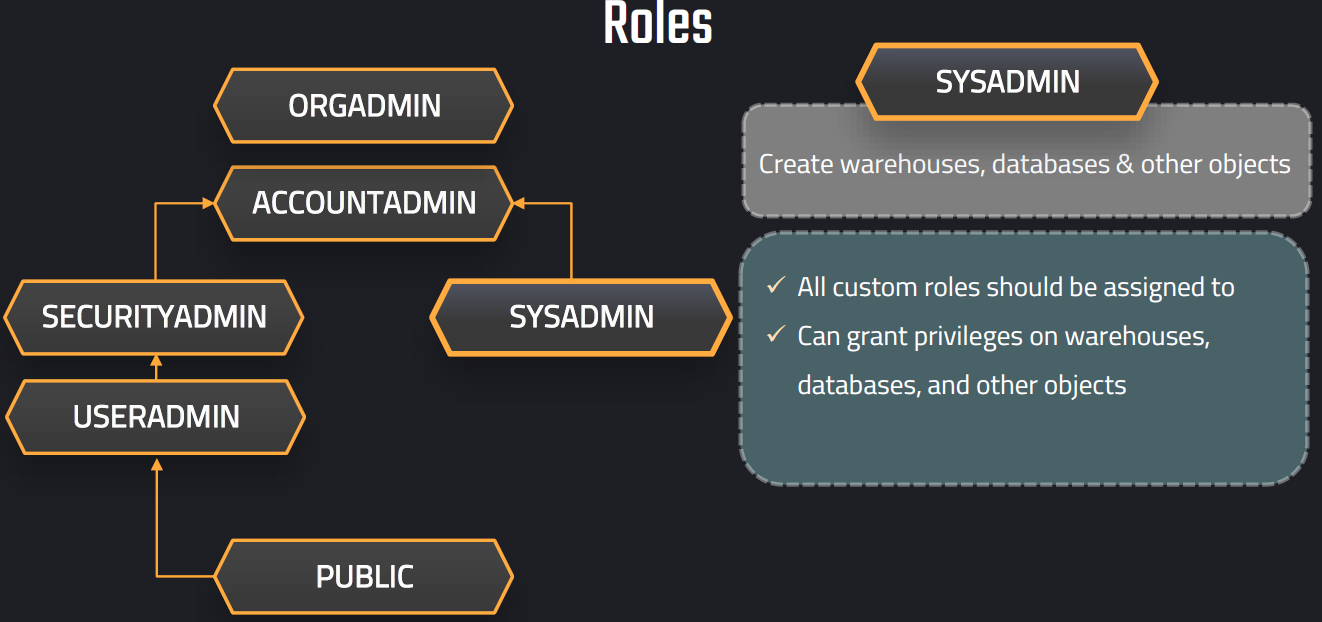 Roles
ORGADMIN
ACCOUNTADMIN
SECURITYADMIN
SYSADMIN
USERADMIN
PUBLIC
SYSADMIN
Create warehouses, databases & other objects
✓ All custom roles should be assigned to
✓ Can grant privileges on warehouses,
databases, and other objects